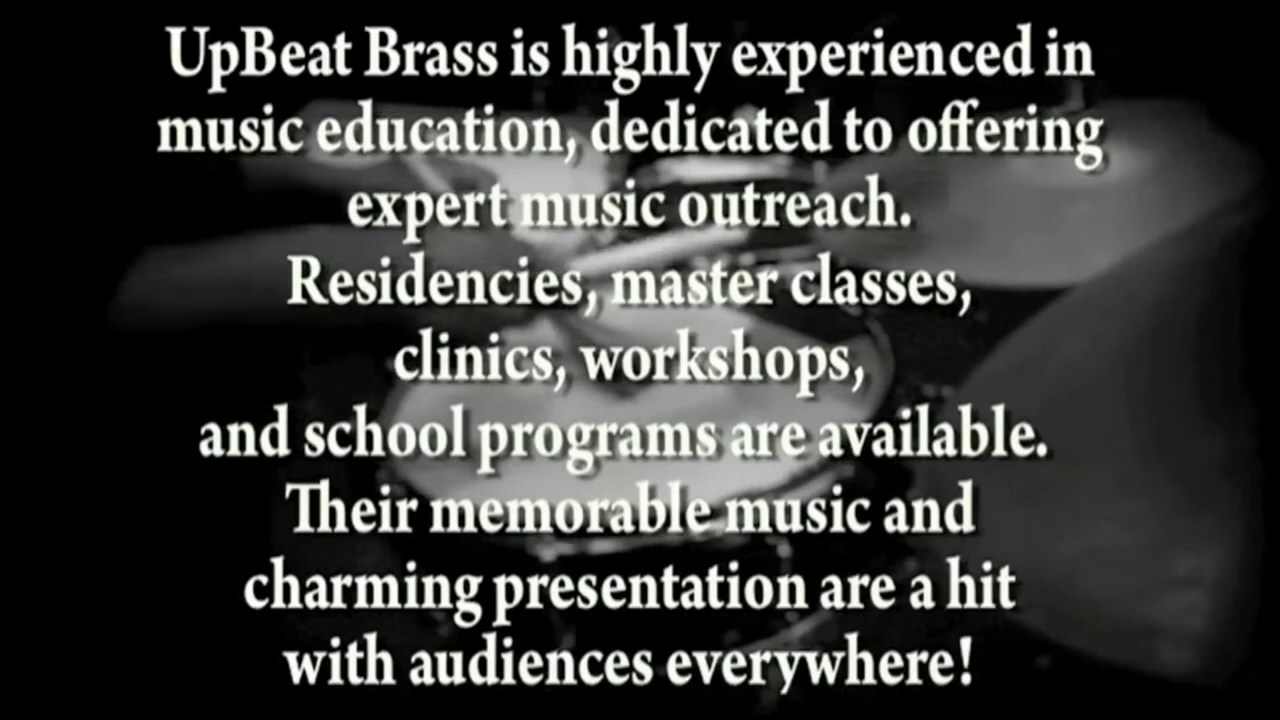 UpBeat Brass is highly experienced in
music education, dedicated to offering
expert music outreach.
Residencies, master classes,
clinics, workshops,
and school programs are available.
Their memorable music and
charming presentation are a hit
with audiences everywhere!